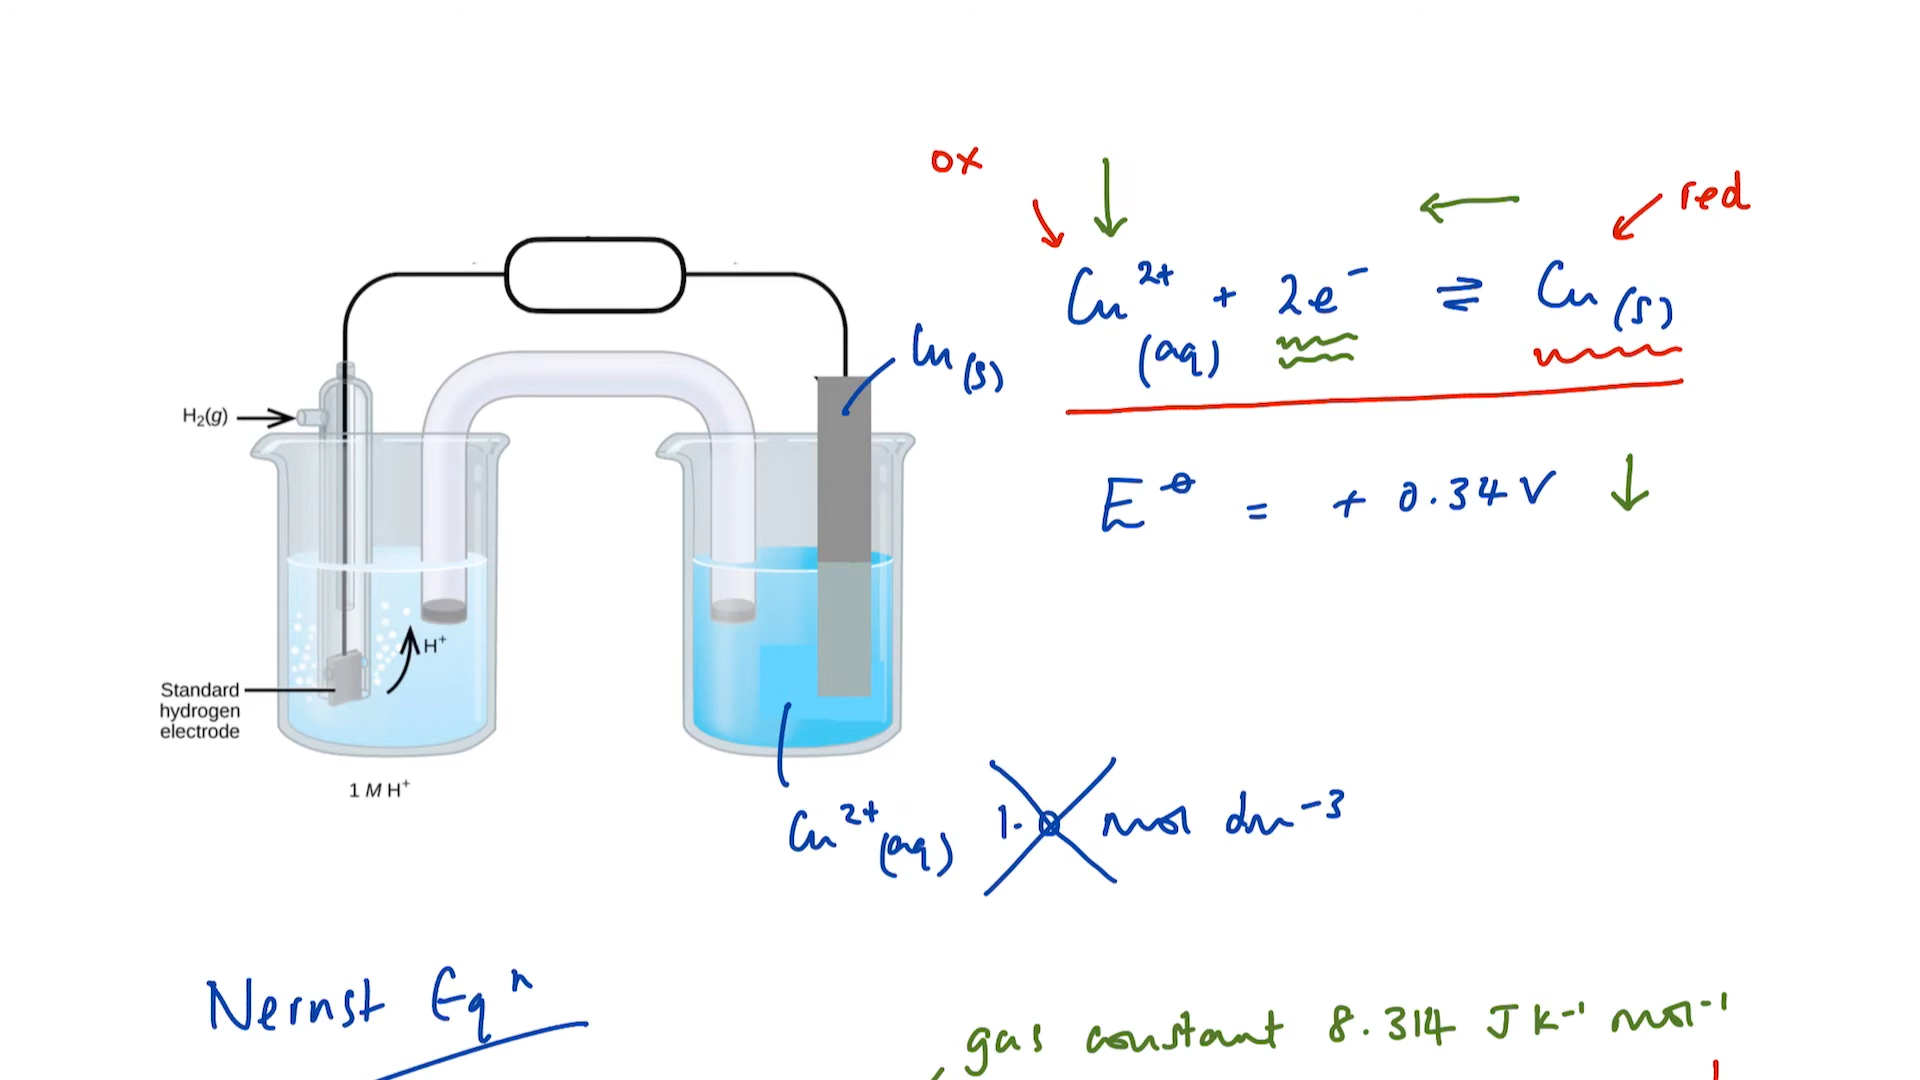 ox
red
Cu²⁺(aq) + 2e⁻ ⇌ Cu(s)
Cu(s)
H₂(g)
E⦵ = + 0.34 V
H⁺
Standard
hydrogen
electrode
1 M H⁺
Cu²⁺(aq) 1.0 mol dm⁻³
Nernst Eqⁿ
gas constant 8.314 J K⁻¹ mol⁻¹